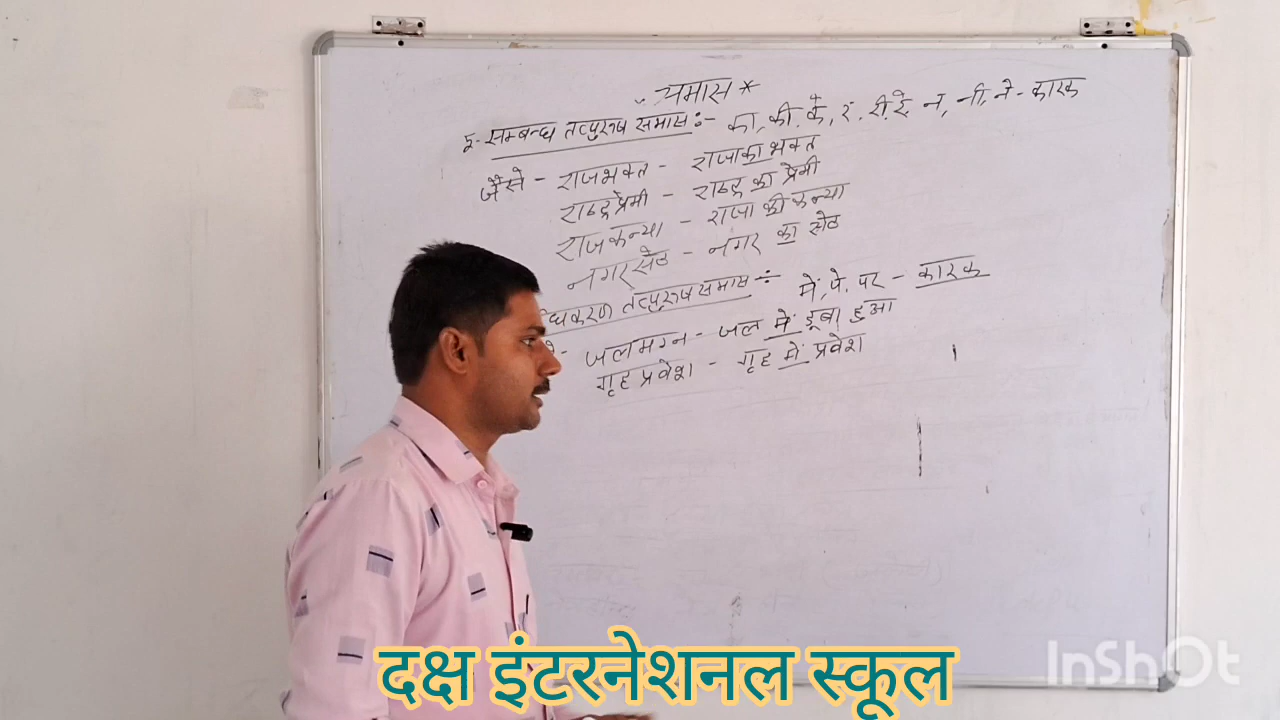 समास *
5- सम्बन्ध तत्पुरुष समास :- का, की, के, रा, री, रे, न, नी, ने - कारक
जैसे - राजभक्त - राजा का भक्त
राष्ट्रप्रेमी - राष्ट्र का प्रेमी
राजकन्या - राजा की कन्या
नगरसेठ - नगर का सेठ
धिकरण तत्पुरुष समास :- में, पे, पर - कारक
जलमग्न - जल में डूबा हुआ
गृह प्रवेश - गृह में प्रवेश
दक्ष इंटरनेशनल स्कूल
InShOt